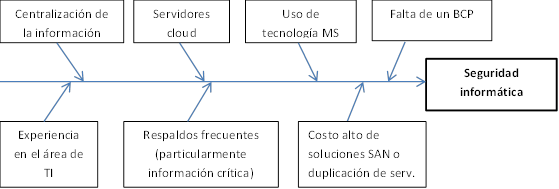 Centralización de
la información
Servidores
cloud
Uso de
tecnología MS
Falta de un BCP
Seguridad
informática
Experiencia
en el área de
TI
Respaldos frecuentes
(particularmente
información crítica)
Costo alto de
soluciones SAN o
duplicación de serv.